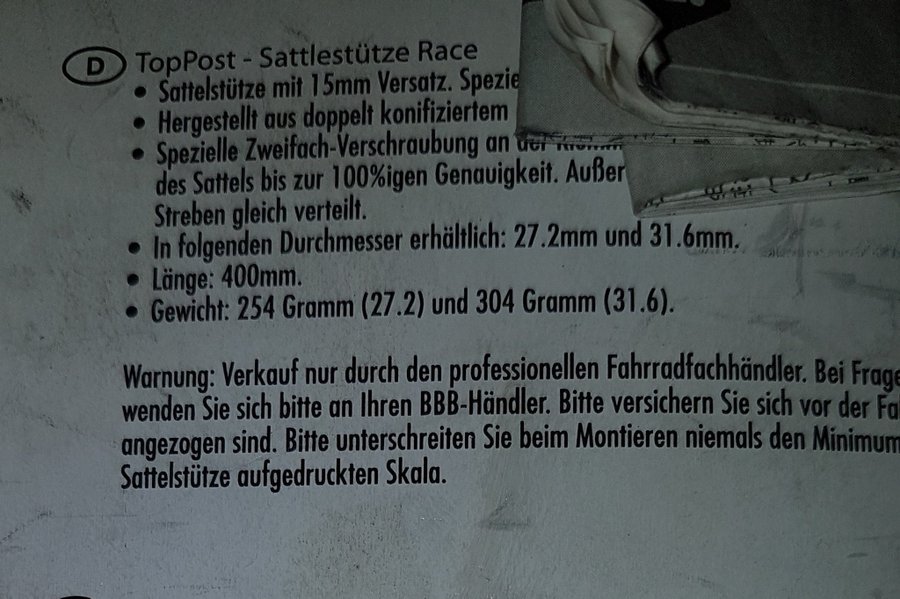 D TopPost - Sattlestütze Race
• Sattelstütze mit 15mm Versatz. Spezie
• Hergestellt aus doppelt konifiziertem
• Spezielle Zweifach-Verschraubung an der
des Sattels bis zur 100%igen Genauigkeit. Außer
Streben gleich verteilt.
• In folgenden Durchmesser erhältlich: 27.2mm und 31.6mm.
• Länge: 400mm.
• Gewicht: 254 Gramm (27.2) und 304 Gramm (31.6).
Warnung: Verkauf nur durch den professionellen Fahrradfachhändler. Bei Frage
wenden Sie sich bitte an Ihren BBB-Händler. Bitte versichern Sie sich vor der Fa
angezogen sind. Bitte unterschreiten Sie beim Montieren niemals den Minimum
Sattelstütze aufgedruckten Skala.